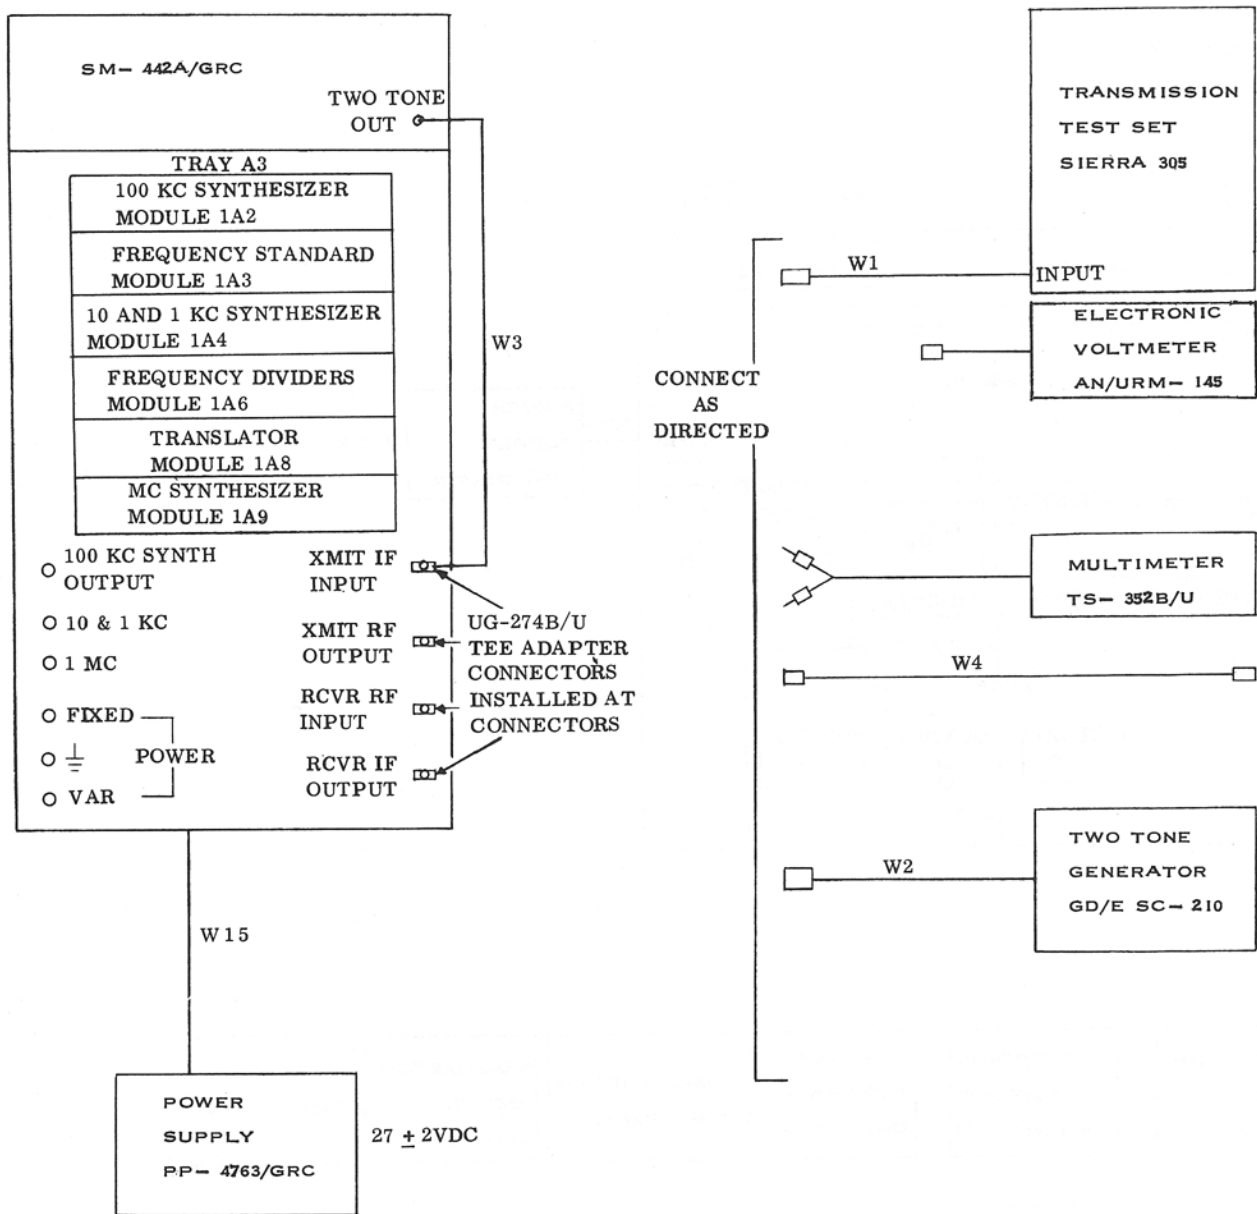 SM- 442A/GRC
TWO TONE
OUT
TRAY A3
100 KC SYNTHESIZER
MODULE 1A2
FREQUENCY STANDARD
MODULE 1A3
10 AND 1 KC SYNTHESIZER
MODULE 1A4
FREQUENCY DIVIDERS
MODULE 1A6
TRANSLATOR
MODULE 1A8
MC SYNTHESIZER
MODULE 1A9
100 KC SYNTH
OUTPUT
10 & 1 KC
1 MC
FIXED
POWER
VAR
XMIT IF
INPUT
XMIT RF
OUTPUT
RCVR RF
INPUT
RCVR IF
OUTPUT
W3
UG-274B/U
TEE ADAPTER
CONNECTORS
INSTALLED AT
CONNECTORS
W15
POWER
SUPPLY
PP- 4763/GRC
27 ± 2VDC
CONNECT
AS
DIRECTED
TRANSMISSION
TEST SET
SIERRA 305
W1
INPUT
ELECTRONIC
VOLTMETER
AN/URM- 145
MULTIMETER
TS- 352B/U
W4
W2
TWO TONE
GENERATOR
GD/E SC- 210